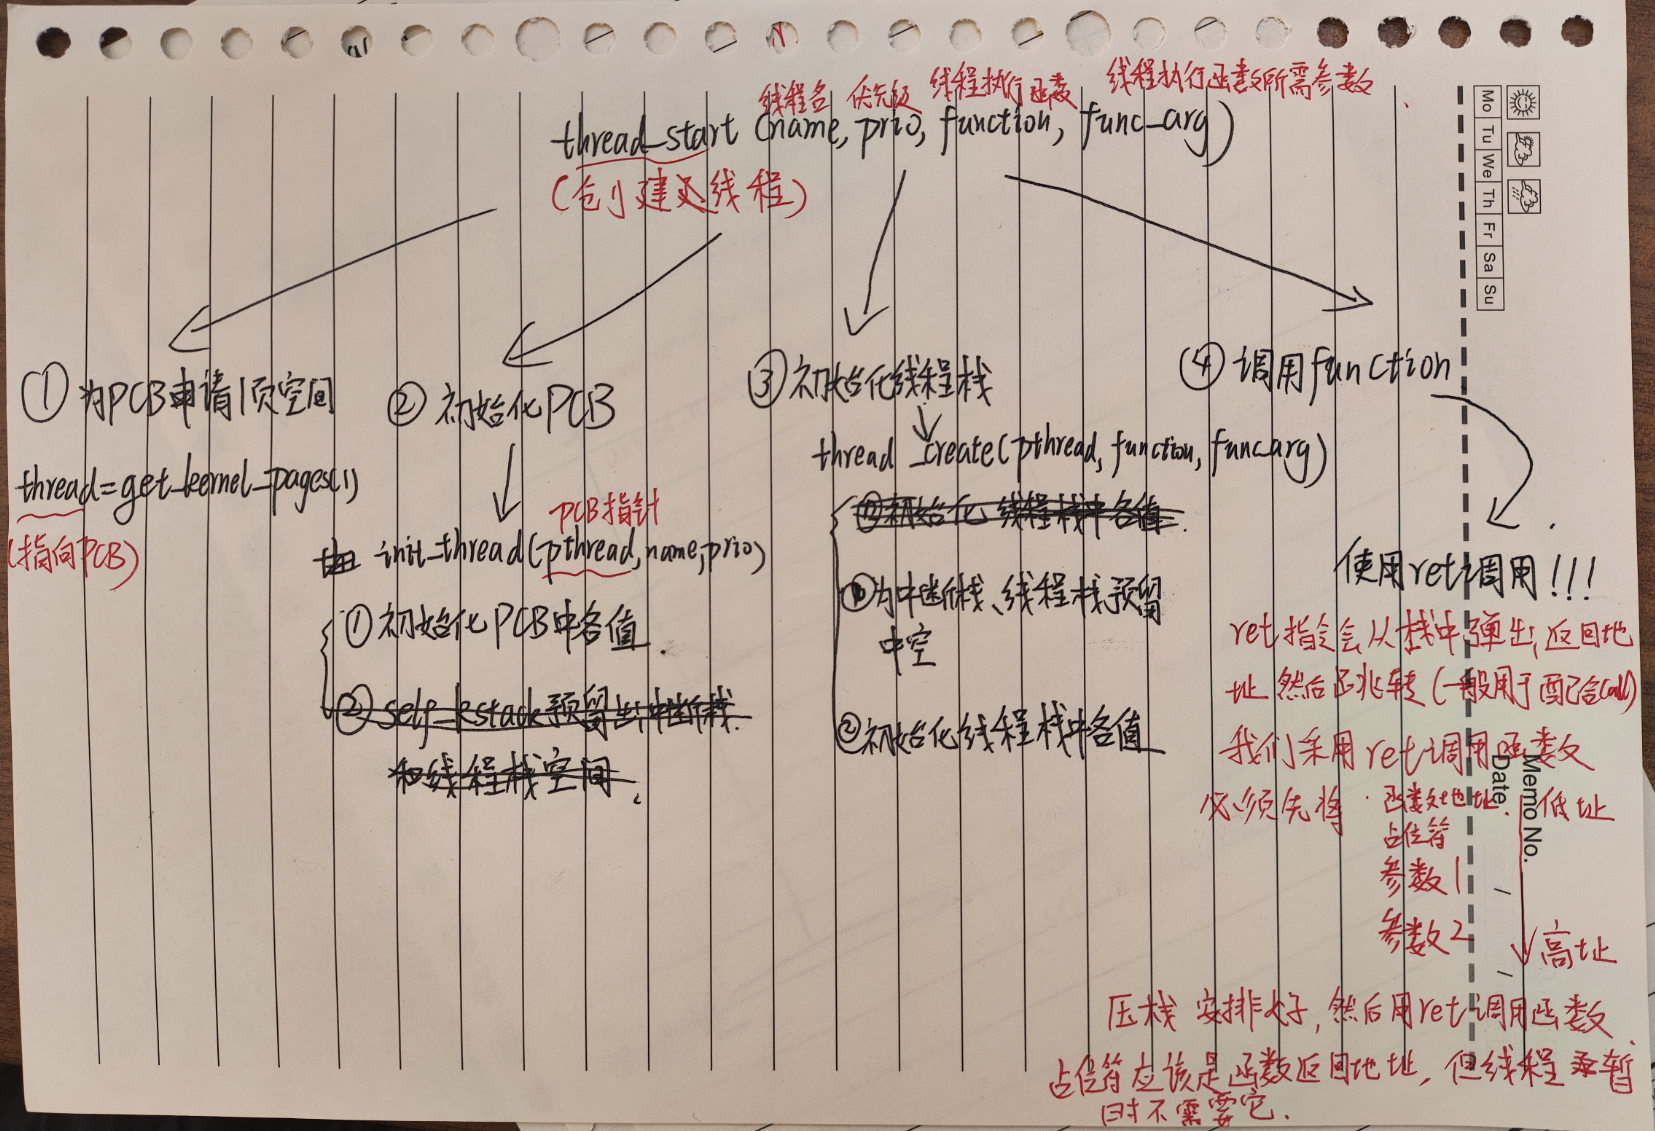 线程名 优先级 线程执行函数 线程执行函数所需参数
thread_start (name, prio, function, func_arg)
(创建这线程)
① 为PCB申请1页空间
thread=get_kernel_pages(1)
(指向PCB)
② 初始化PCB
PCB指针
init_thread(pthread,name,prio)
① 初始化PCB中各值
② self_kstack预留出中断栈
和线程栈空间
③ 初始化线程栈
thread_create(pthread, function, func_arg)
①初始化线程栈中各值
①为中断栈、线程栈预留
中空
②初始化线程栈中各值
④ 调用function
使用ret调用!!!
ret指令会从栈中弹出返回地
址 然后跳转(一般用于配合call)
我们采用ret调用函数
必须先将 函数地址 低址
占位符
参数1
参数2 高址
压栈 安排好,然后用ret调用函数
占位符应该是函数返回地址,但线程暂
时不需要它.
Mo Tu We Th Fr Sa Su
Memo No.
Date / /